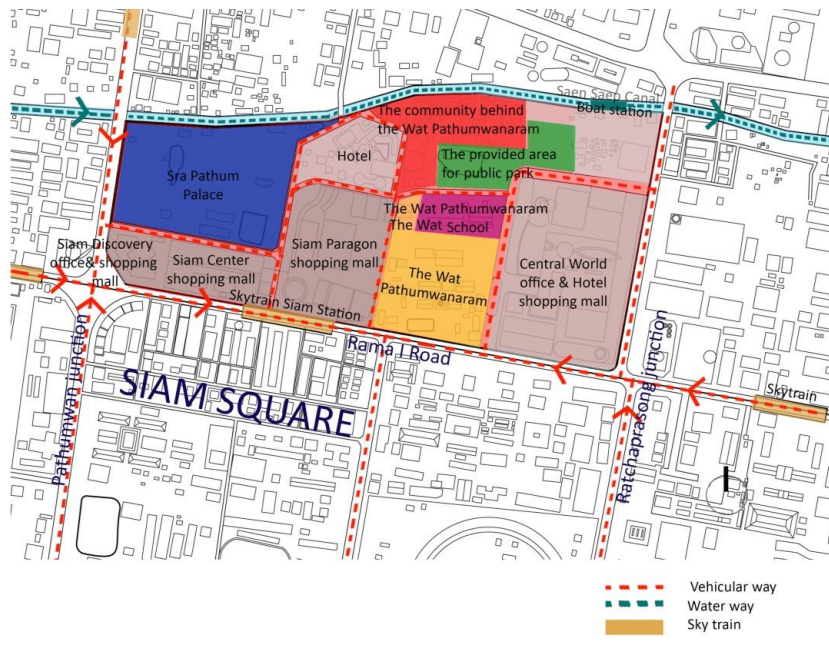 Saen Saep Canal
Boat station
The community behind
the Wat Pathumwanaram
Hotel
The provided area
for public park
Sra Pathum
Palace
The Wat Pathumwanaram
The Wat School
Siam Discovery
office& shopping
mall
Siam Center
shopping mall
Siam Paragon
shopping mall
The Wat
Pathumwanaram
Central World
office & Hotel
shopping mall
Skytrain Siam Station
Rama I Road
Skytrain
SIAM SQUARE
Pathumwan junction
Ratchaprasong junction
Vehicular way
Water way
Sky train